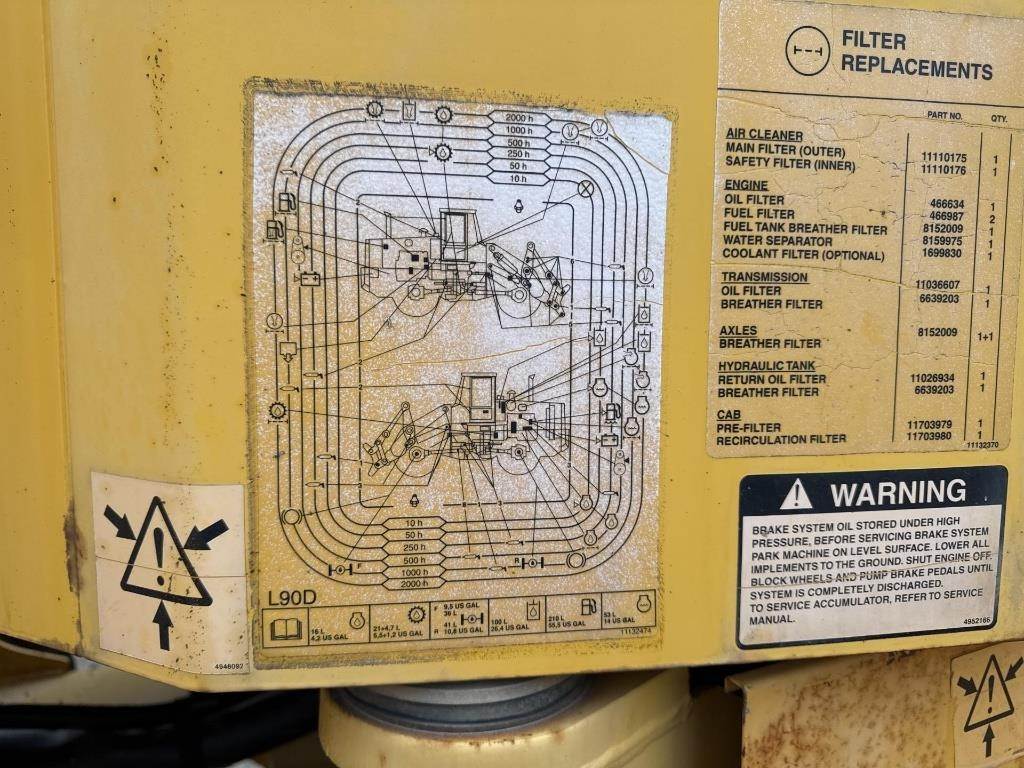 FILTER
REPLACEMENTS
PART NO. QTY.
AIR CLEANER
MAIN FILTER (OUTER) 11110175 1
SAFETY FILTER (INNER) 11110176 1
ENGINE
OIL FILTER 466634 1
FUEL FILTER 466987 2
FUEL TANK BREATHER FILTER 8152009 1
WATER SEPARATOR 8159975 1
COOLANT FILTER (OPTIONAL) 1699830 1
TRANSMISSION
OIL FILTER 11036607 1
BREATHER FILTER 6639203 1
AXLES
BREATHER FILTER 8152009 1+1
HYDRAULIC TANK
RETURN OIL FILTER 11026934 1
BREATHER FILTER 6639203 1
CAB
PRE-FILTER 11703979 1
RECIRCULATION FILTER 11703980 1
11132370
2000 h
1000 h
500 h
250 h
50 h
10 h
10 h
50 h
250 h
500 h
1000 h
2000 h
F
R
L90D
16 L
4,2 US GAL
21+4,7 L
5,5+1,2 US GAL
F 9,5 US GAL
36 L
41 L
R 10,8 US GAL
100 L
26,4 US GAL
210 L
55,5 US GAL
53 L
14 US GAL
11132474
4946092
WARNING
BRAKE SYSTEM OIL STORED UNDER HIGH
PRESSURE, BEFORE SERVICING BRAKE SYSTEM
PARK MACHINE ON LEVEL SURFACE. LOWER ALL
IMPLEMENTS TO THE GROUND. SHUT ENGINE OFF.
BLOCK WHEELS AND PUMP BRAKE PEDALS UNTIL
SYSTEM IS COMPLETELY DISCHARGED.
TO SERVICE ACCUMULATOR, REFER TO SERVICE
MANUAL.
4952166